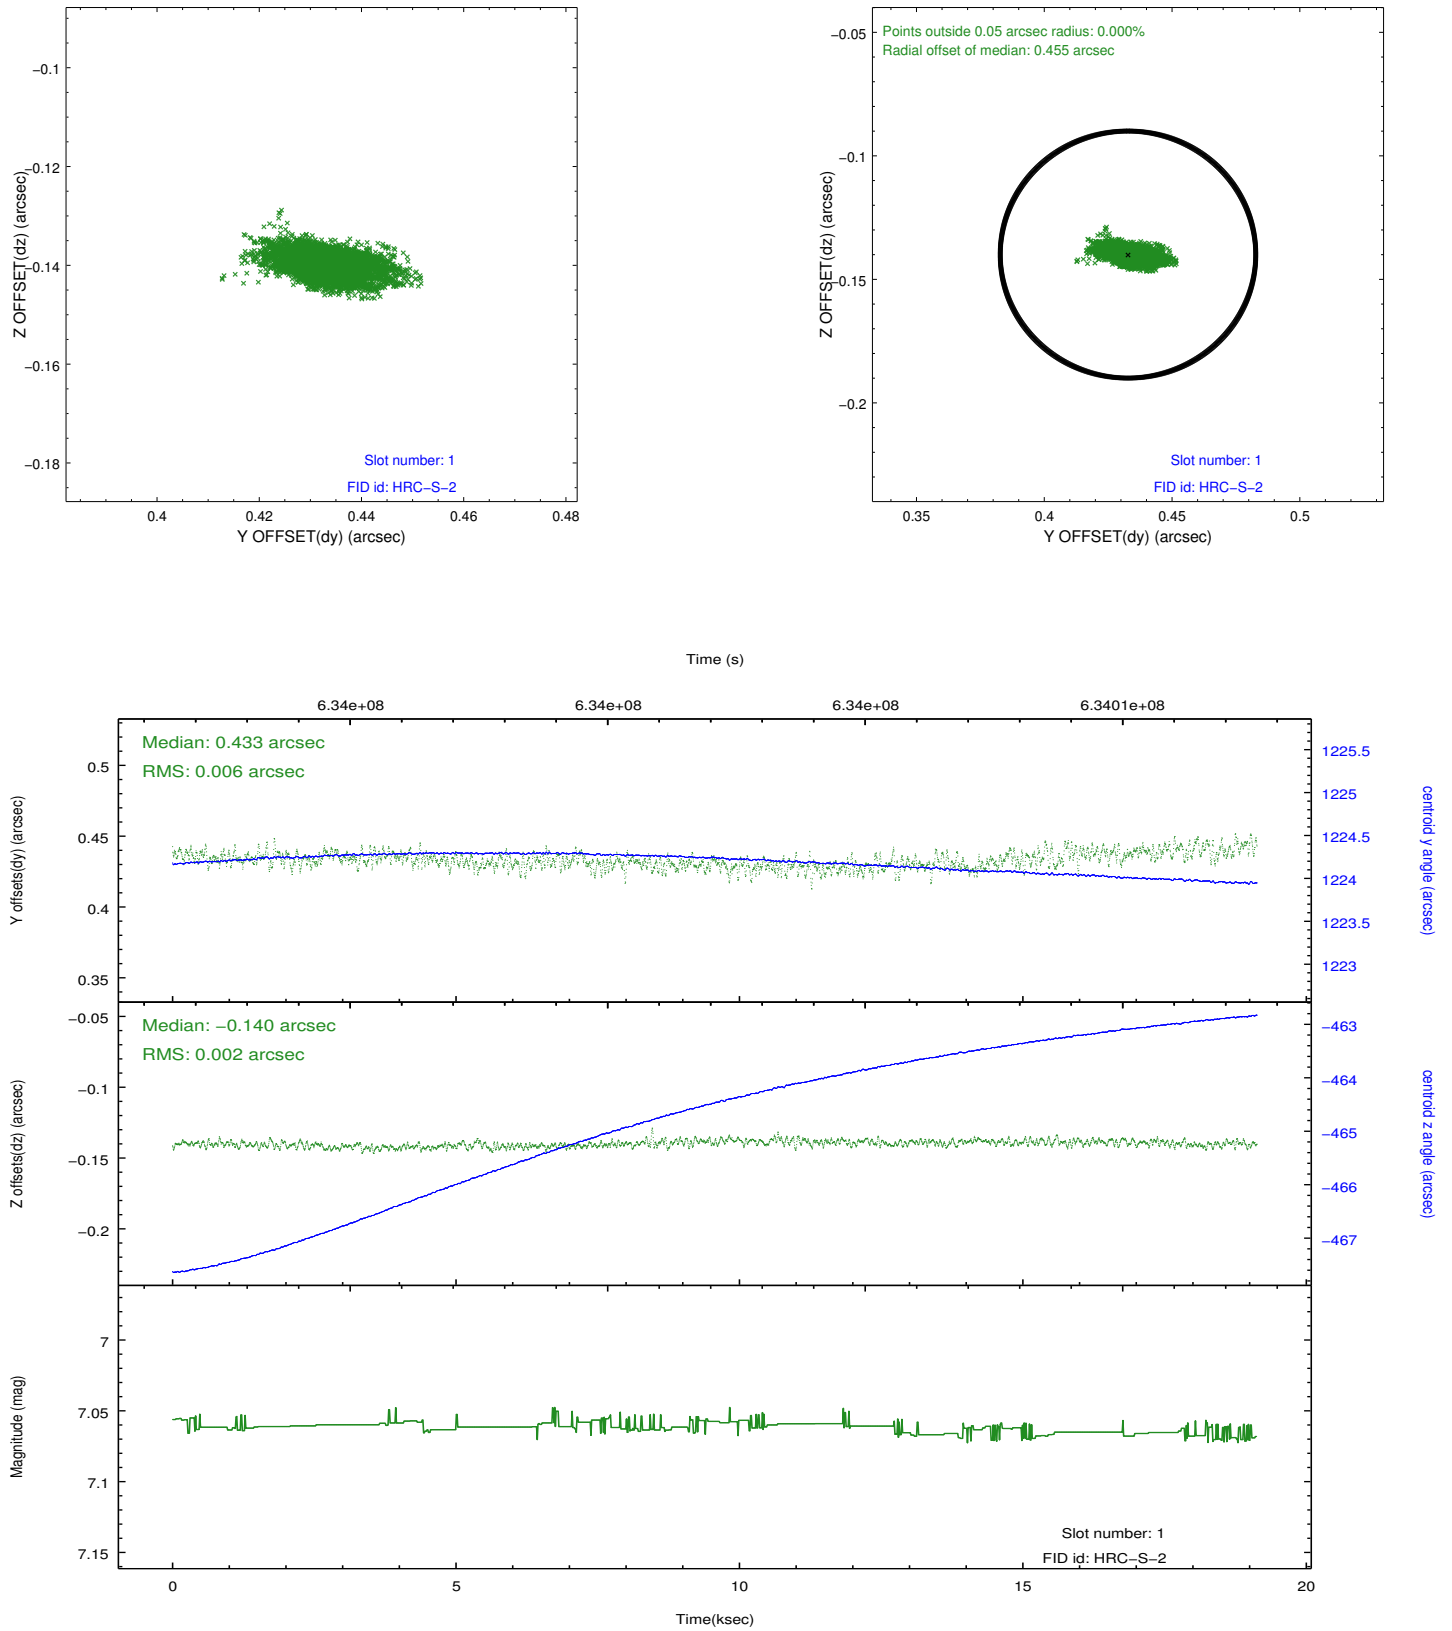 −0.1
−0.12
−0.14
−0.16
−0.18
Z OFFSET(dz) (arcsec)
Slot number: 1
FID id: HRC−S−2
0.4 0.42 0.44 0.46 0.48
Y OFFSET(dy) (arcsec)
Points outside 0.05 arcsec radius: 0.000%
Radial offset of median: 0.455 arcsec
−0.05
−0.1
−0.15
−0.2
Z OFFSET(dz) (arcsec)
Slot number: 1
FID id: HRC−S−2
0.35 0.4 0.45 0.5
Y OFFSET(dy) (arcsec)
Time (s)
6.34e+08 6.34e+08 6.34e+08 6.3401e+08
Median: 0.433 arcsec
RMS: 0.006 arcsec
0.5
0.45
0.4
0.35
Y offsets(dy) (arcsec)
1225.5
1225
1224.5
1224
1223.5
1223
centroid y angle (arcsec)
Median: −0.140 arcsec
RMS: 0.002 arcsec
−0.05
−0.1
−0.15
−0.2
Z offsets(dz) (arcsec)
−463
−464
−465
−466
−467
centroid z angle (arcsec)
7
7.05
7.1
7.15
Magnitude (mag)
Slot number: 1
FID id: HRC−S−2
0 5 10 15 20
Time(ksec)